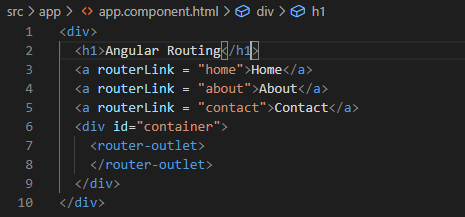 src > app > app.component.html > div > h1
1 <div>
2 <h1>Angular Routing</h1>
3 <a routerLink = "home">Home</a>
4 <a routerLink = "about">About</a>
5 <a routerLink = "contact">Contact</a>
6 <div id="container">
7 <router-outlet>
8 </router-outlet>
9 </div>
10 </div>